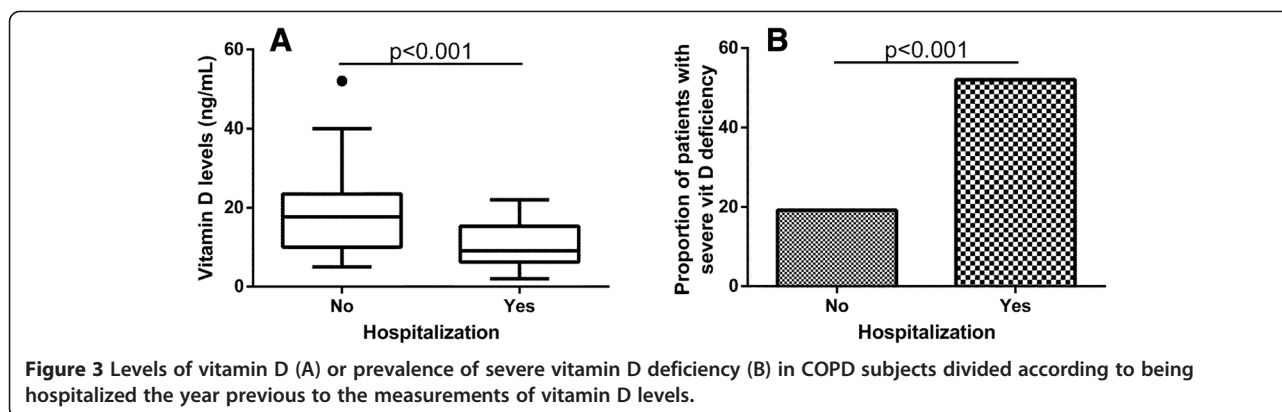 A
p<0.001
Vitamin D levels (ng/mL)
60
40
20
0
No
Yes
Hospitalization
B
p<0.001
Proportion of patients with
severe vit D deficiency
60
40
20
0
No
Yes
Hospitalization
Figure 3 Levels of vitamin D (A) or prevalence of severe vitamin D deficiency (B) in COPD subjects divided according to being
hospitalized the year previous to the measurements of vitamin D levels.